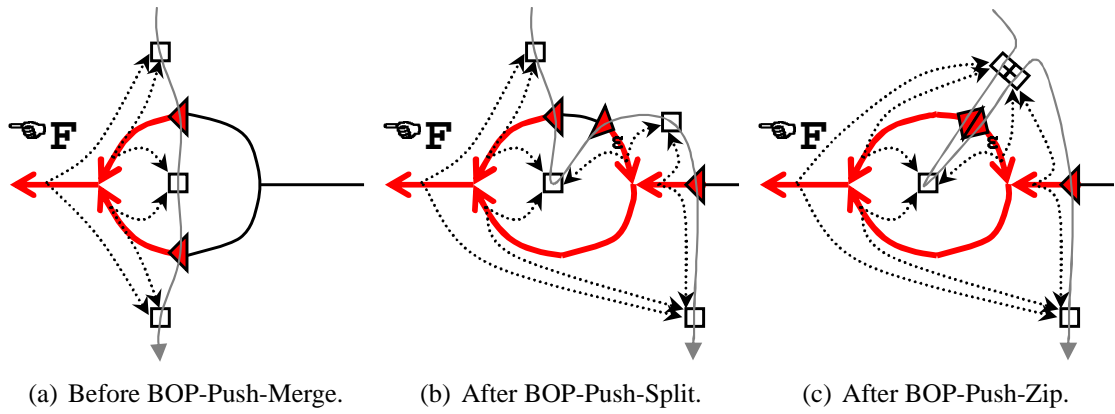 ☜F
☜F
☜F
(a) Before BOP-Push-Merge.
(b) After BOP-Push-Split.
(c) After BOP-Push-Zip.